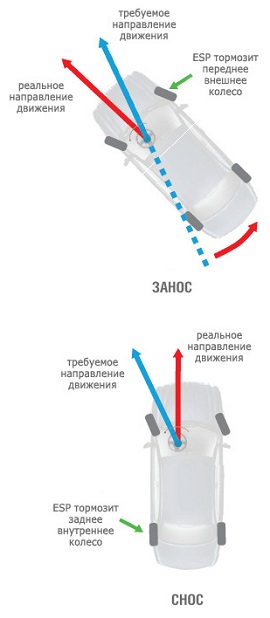 требуемое
направление
движения
ESP тормозит
переднее
внешнее
колесо
реальное
направление
движения
ЗАНОС
реальное
направление
движения
требуемое
направление
движения
ESP тормозит
заднее
внутреннее
колесо
СНОС